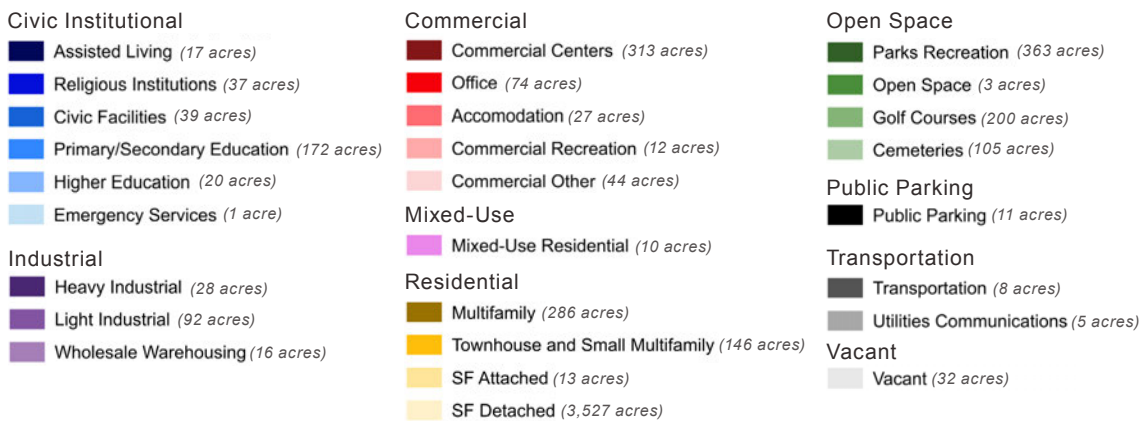 Civic Institutional
Assisted Living (17 acres)
Religious Institutions (37 acres)
Civic Facilities (39 acres)
Primary/Secondary Education (172 acres)
Higher Education (20 acres)
Emergency Services (1 acre)
Industrial
Heavy Industrial (28 acres)
Light Industrial (92 acres)
Wholesale Warehousing (16 acres)
Commercial
Commercial Centers (313 acres)
Office (74 acres)
Accomodation (27 acres)
Commercial Recreation (12 acres)
Commercial Other (44 acres)
Mixed-Use
Mixed-Use Residential (10 acres)
Residential
Multifamily (286 acres)
Townhouse and Small Multifamily (146 acres)
SF Attached (13 acres)
SF Detached (3,527 acres)
Open Space
Parks Recreation (363 acres)
Open Space (3 acres)
Golf Courses (200 acres)
Cemeteries (105 acres)
Public Parking
Public Parking (11 acres)
Transportation
Transportation (8 acres)
Utilities Communications (5 acres)
Vacant
Vacant (32 acres)